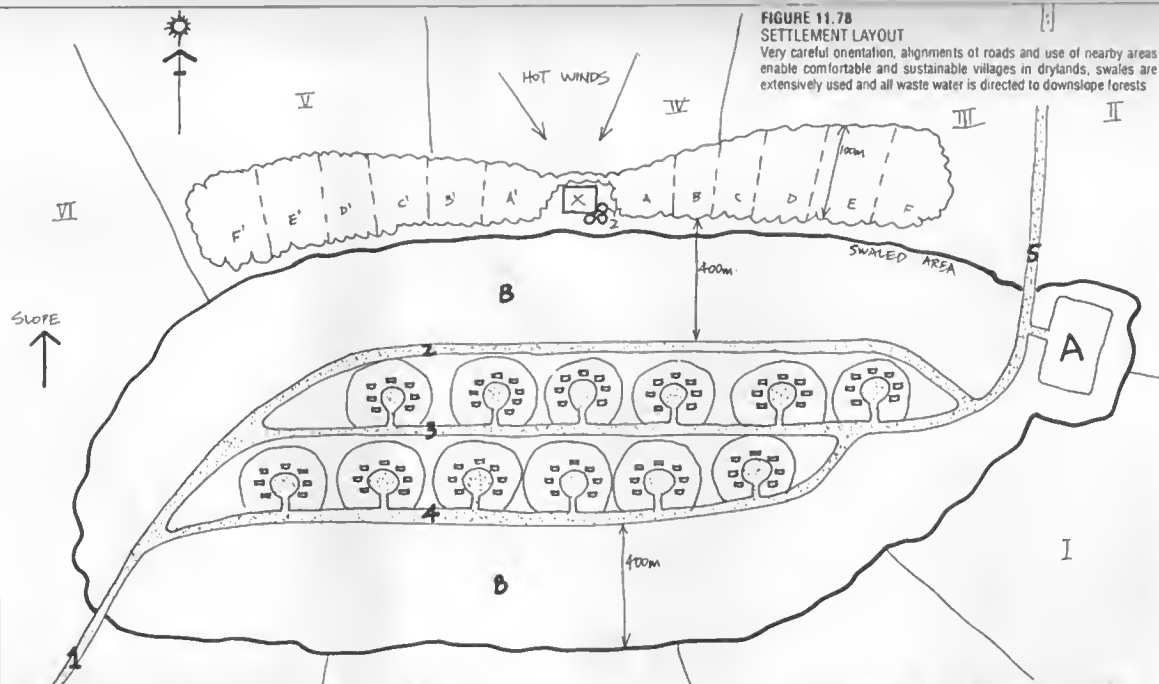 FIGURE 11.78
SETTLEMENT LAYOUT
Very careful orientation, alignments of roads and use of nearby areas
enable comfortable and sustainable villages in drylands, swales are
extensively used and all waste water is directed to downslope forests
HOT WINDS
V
IV
III
II
VI
100m
F' E' D' C' B' A' X A B C D E F
2
SWALED AREA
400m
5
B
SLOPE
A
2
3
4
400m
I
B
1